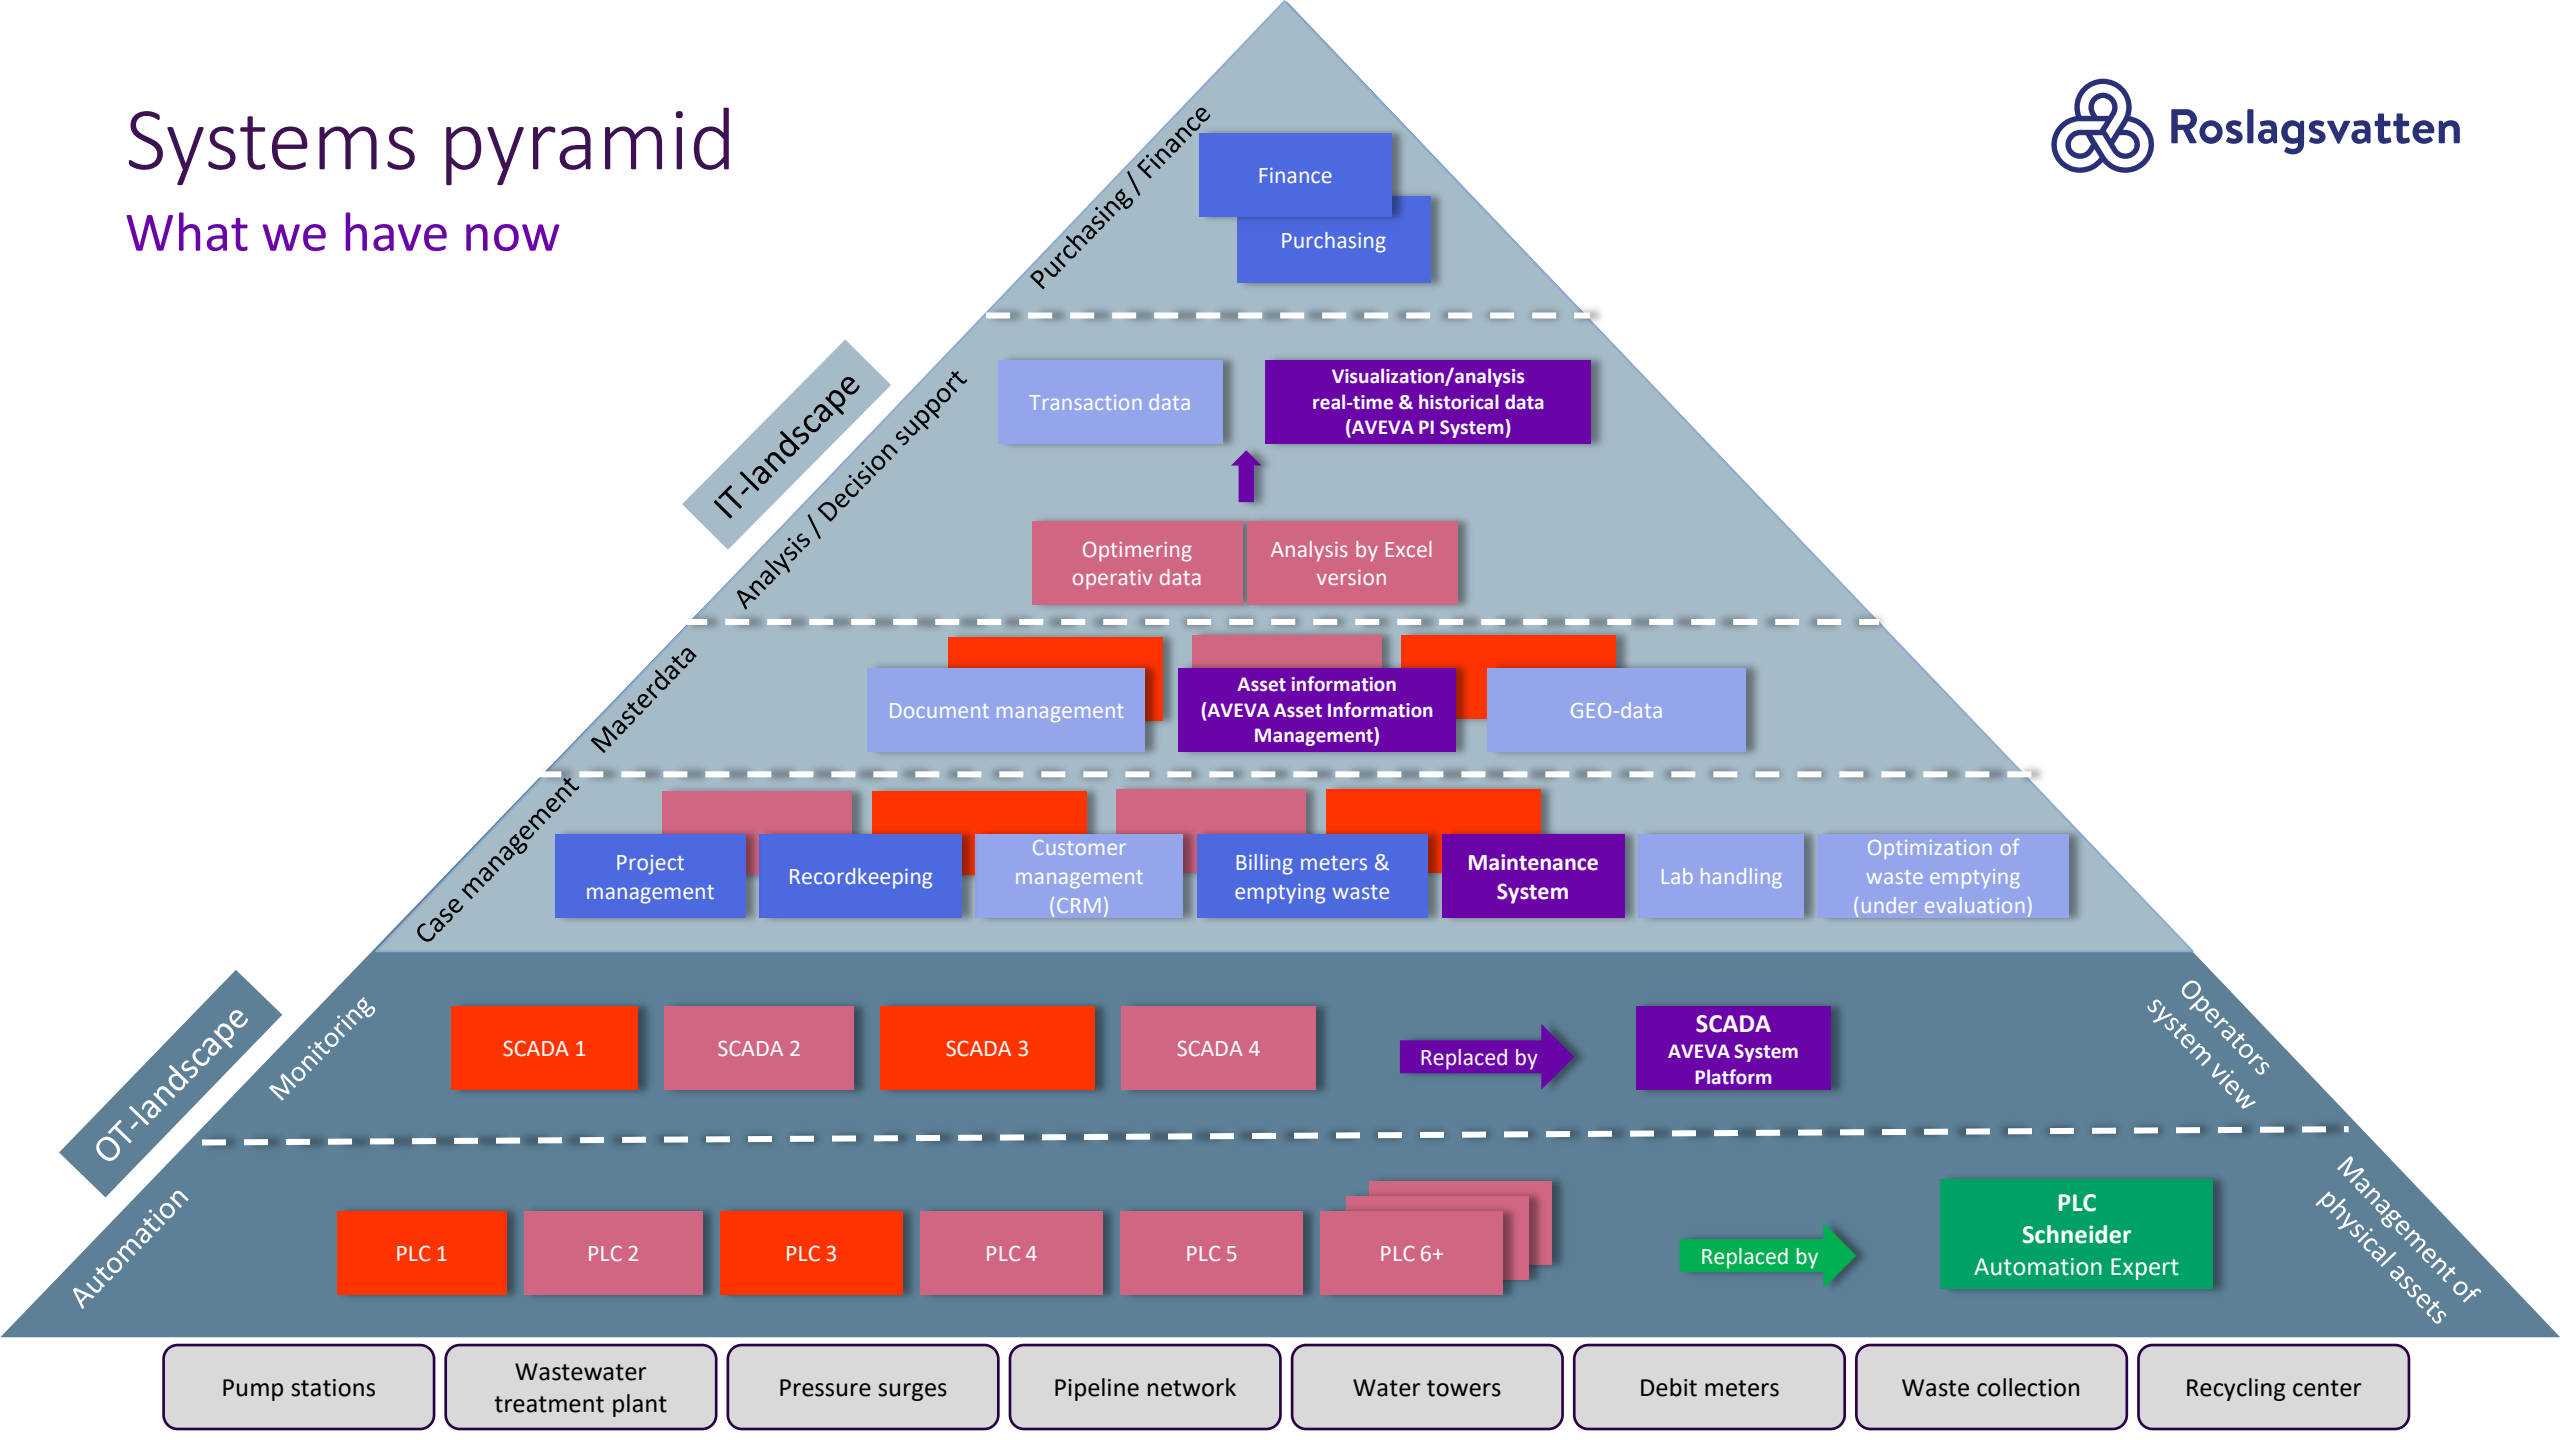 Systems pyramid
What we have now
Roslagsvatten
Purchasing / Finance
Finance
Purchasing
IT-landscape
Analysis / Decision support
Transaction data
Visualization/analysis
real-time & historical data
(AVEVA PI System)
Optimering
operativ data
Analysis by Excel
version
Masterdata
Document management
Asset information
(AVEVA Asset Information
Management)
GEO-data
Case management
Project
management
Recordkeeping
Customer
management
(CRM)
Billing meters &
emptying waste
Maintenance
System
Lab handling
Optimization of
waste emptying
(under evaluation)
OT-landscape
Monitoring
SCADA 1
SCADA 2
SCADA 3
SCADA 4
Replaced by
SCADA
AVEVA System
Platform
Operators
system view
Automation
PLC 1
PLC 2
PLC 3
PLC 4
PLC 5
PLC 6+
Replaced by
PLC
Schneider
Automation Expert
Management of
physical assets
Pump stations
Wastewater
treatment plant
Pressure surges
Pipeline network
Water towers
Debit meters
Waste collection
Recycling center